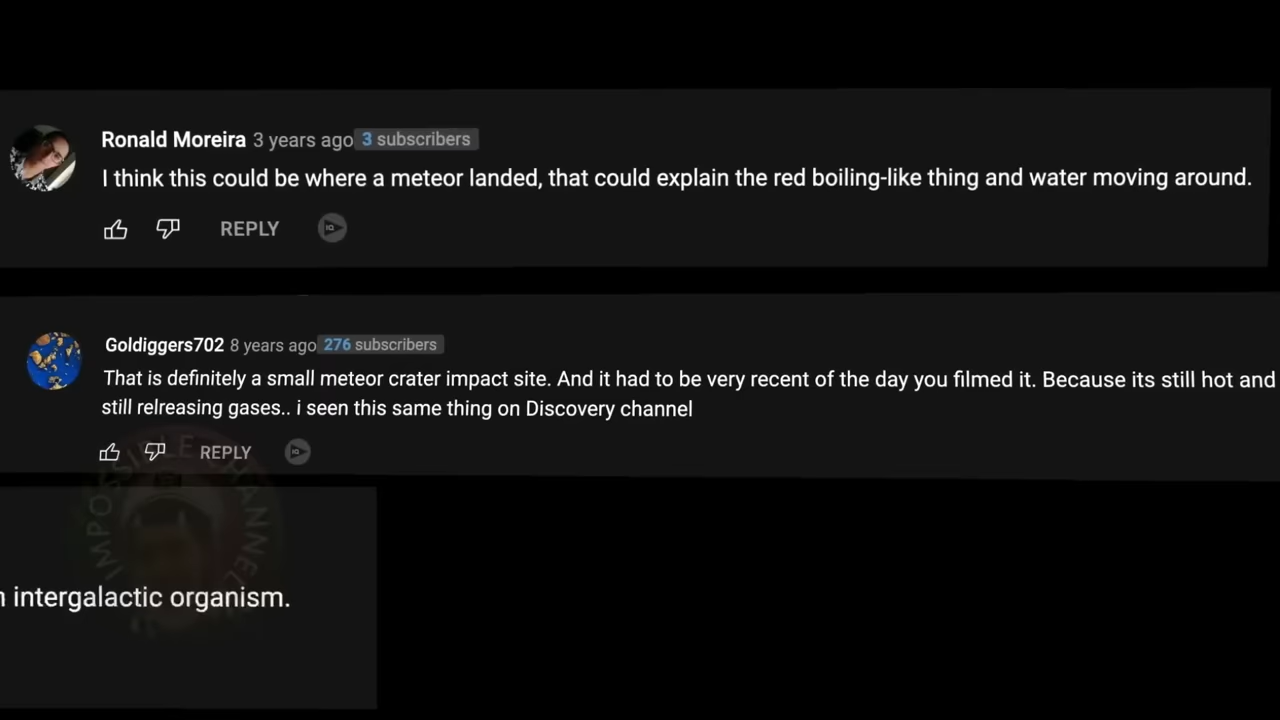 Ronald Moreira 3 years ago 3 subscribers
I think this could be where a meteor landed, that could explain the red boiling-like thing and water moving around.
REPLY
Goldiggers702 8 years ago 276 subscribers
That is definitely a small meteor crater impact site. And it had to be very recent of the day you filmed it. Because its still hot and
still relreasing gases.. i seen this same thing on Discovery channel
REPLY
IMPOSSIBLE CHANNEL
intergalactic organism.